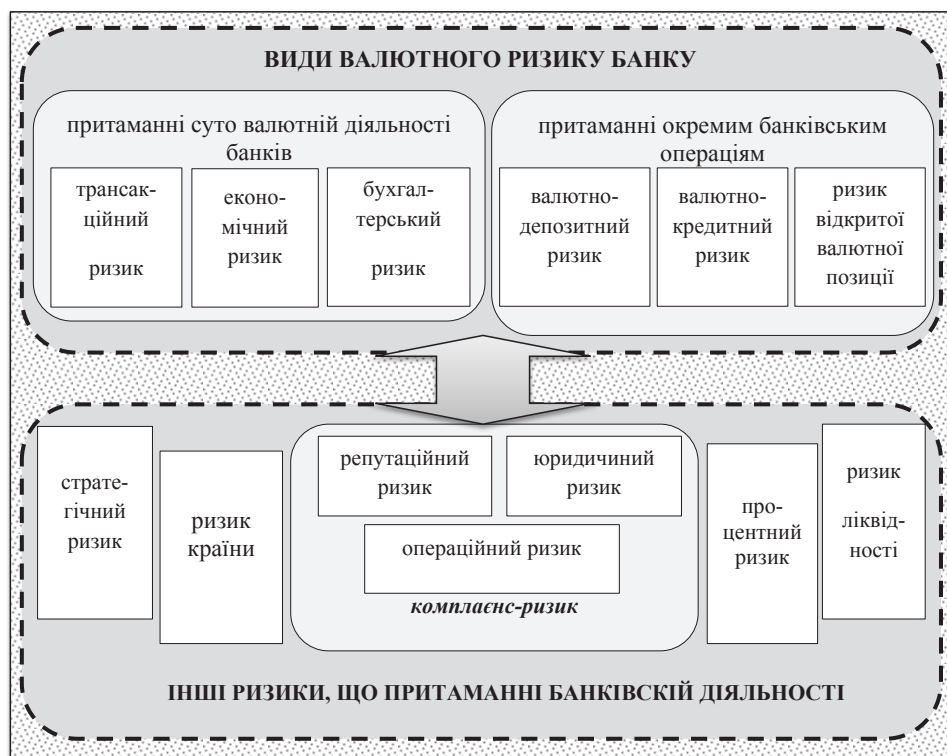 ВИДИ ВАЛЮТНОГО РИЗИКУ БАНКУ
притаманні суто валютній діяльності
банків
трансак-
ційний
ризик
еконо-
мічний
ризик
бухгал-
терський
ризик
притаманні окремим банківським
операціям
валютно-
депозитний
ризик
валютно-
кредитний
ризик
ризик
відкритої
валютної
позиції
страте-
гічний
ризик
ризик
країни
репутаційний
ризик
юридичиний
ризик
операційний ризик
комплаєнс-ризик
про-
центний
ризик
ризик
ліквід-
ності
ІНШІ РИЗИКИ, ЩО ПРИТАМАННІ БАНКІВСКІЙ ДІЯЛЬНОСТІ